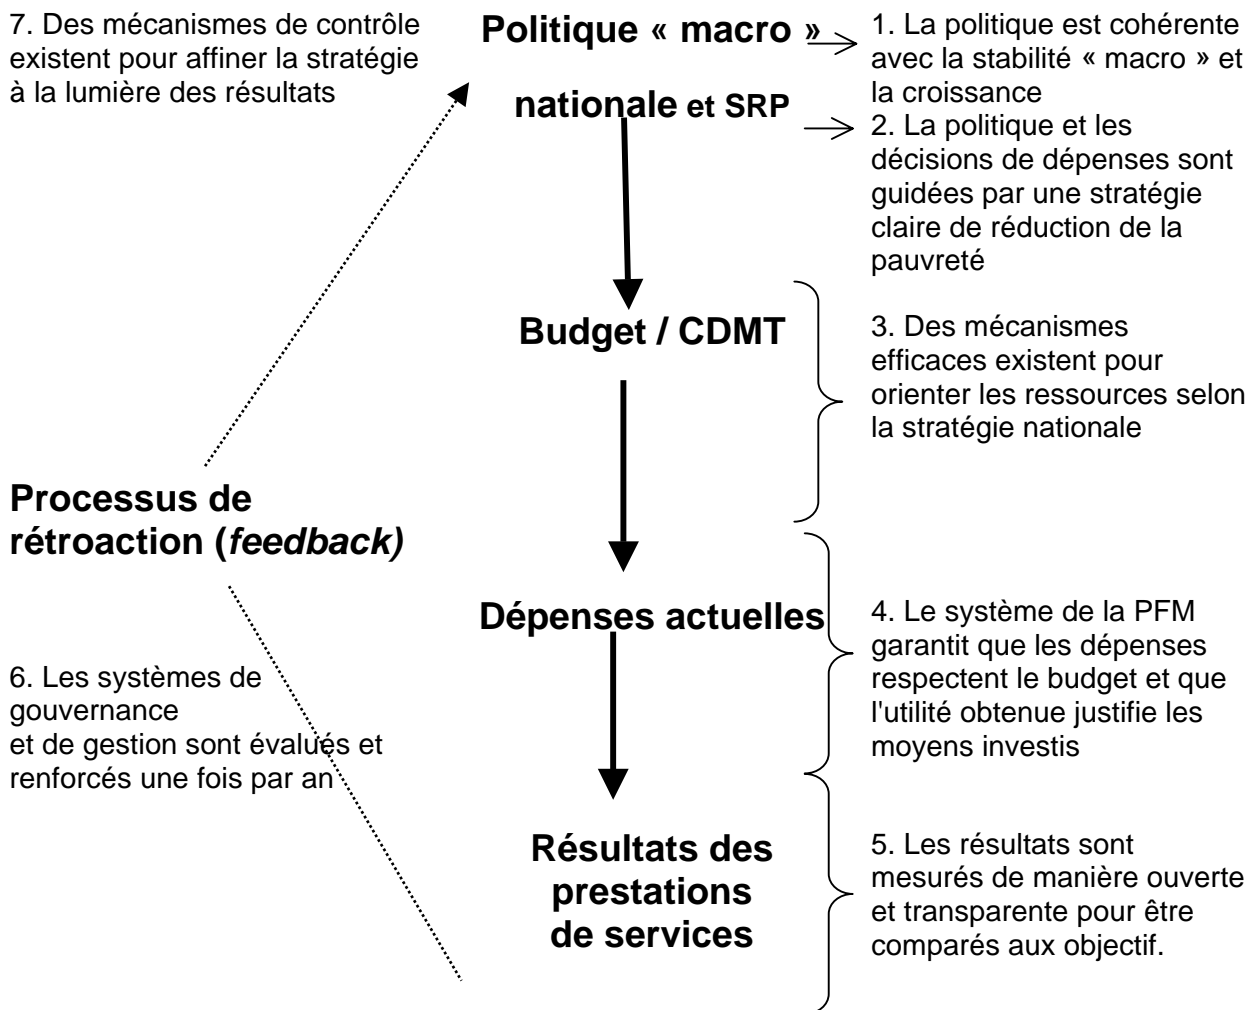 7. Des mécanismes de contrôle
existent pour affiner la stratégie
à la lumière des résultats
Politique « macro »
nationale et SRP
1. La politique est cohérente
avec la stabilité « macro » et
la croissance
2. La politique et les
décisions de dépenses sont
guidées par une stratégie
claire de réduction de la
pauvreté
Budget / CDMT
3. Des mécanismes
efficaces existent pour
orienter les ressources selon
la stratégie nationale
Processus de
rétroaction (feedback)
Dépenses actuelles
4. Le système de la PFM
garantit que les dépenses
respectent le budget et que
l'utilité obtenue justifie les
moyens investis
6. Les systèmes de
gouvernance
et de gestion sont évalués et
renforcés une fois par an
Résultats des
prestations
de services
5. Les résultats sont
mesurés de manière ouverte
et transparente pour être
comparés aux objectif.